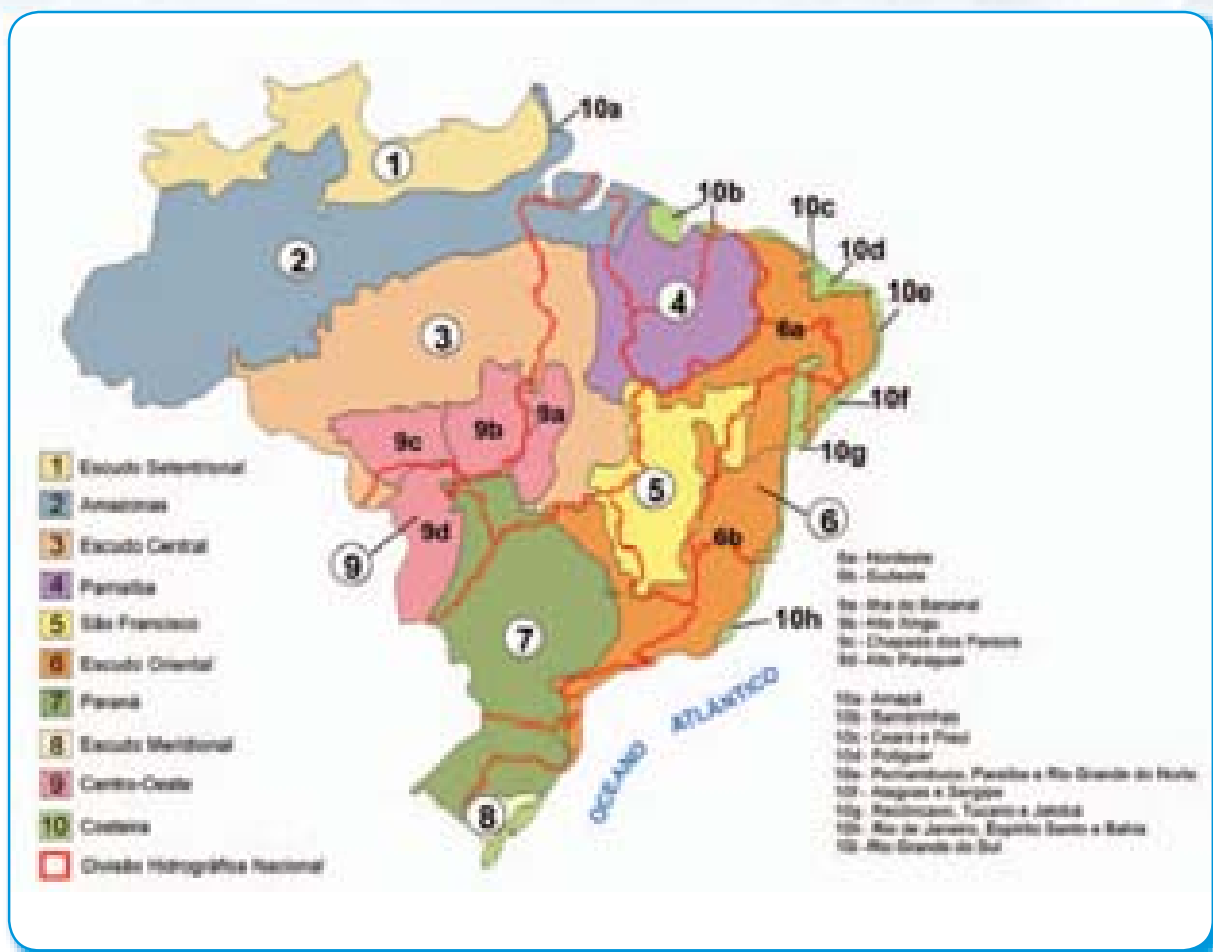 10a
1
10b
10c
2
10d
4
10e
3
6a
9a
10f
9b
9c
10g
5
6
9d
6b
9
10h
7
8
OCEANO ATLÂNTICO
1 Escudo Setentrional
2 Amazonas
3 Escudo Central
4 Parnaíba
5 São Francisco
6 Escudo Oriental
7 Paraná
8 Escudo Meridional
9 Centro-Oeste
10 Costeira
Divisão Hidrográfica Nacional
6a - Nordeste
6b - Sudeste
9a - Ilha do Bananal
9b - Alto Xingu
9c - Chapada dos Parecis
9d - Alto Paraguai
10a - Amapá
10b - Barreirinhas
10c - Ceará e Piauí
10d - Potiguar
10e - Pernambuco, Paraíba e Rio Grande do Norte
10f - Alagoas e Sergipe
10g - Recôncavo, Tucano e Jatobá
10h - Rio de Janeiro, Espírito Santo e Bahia
10i - Rio Grande do Sul